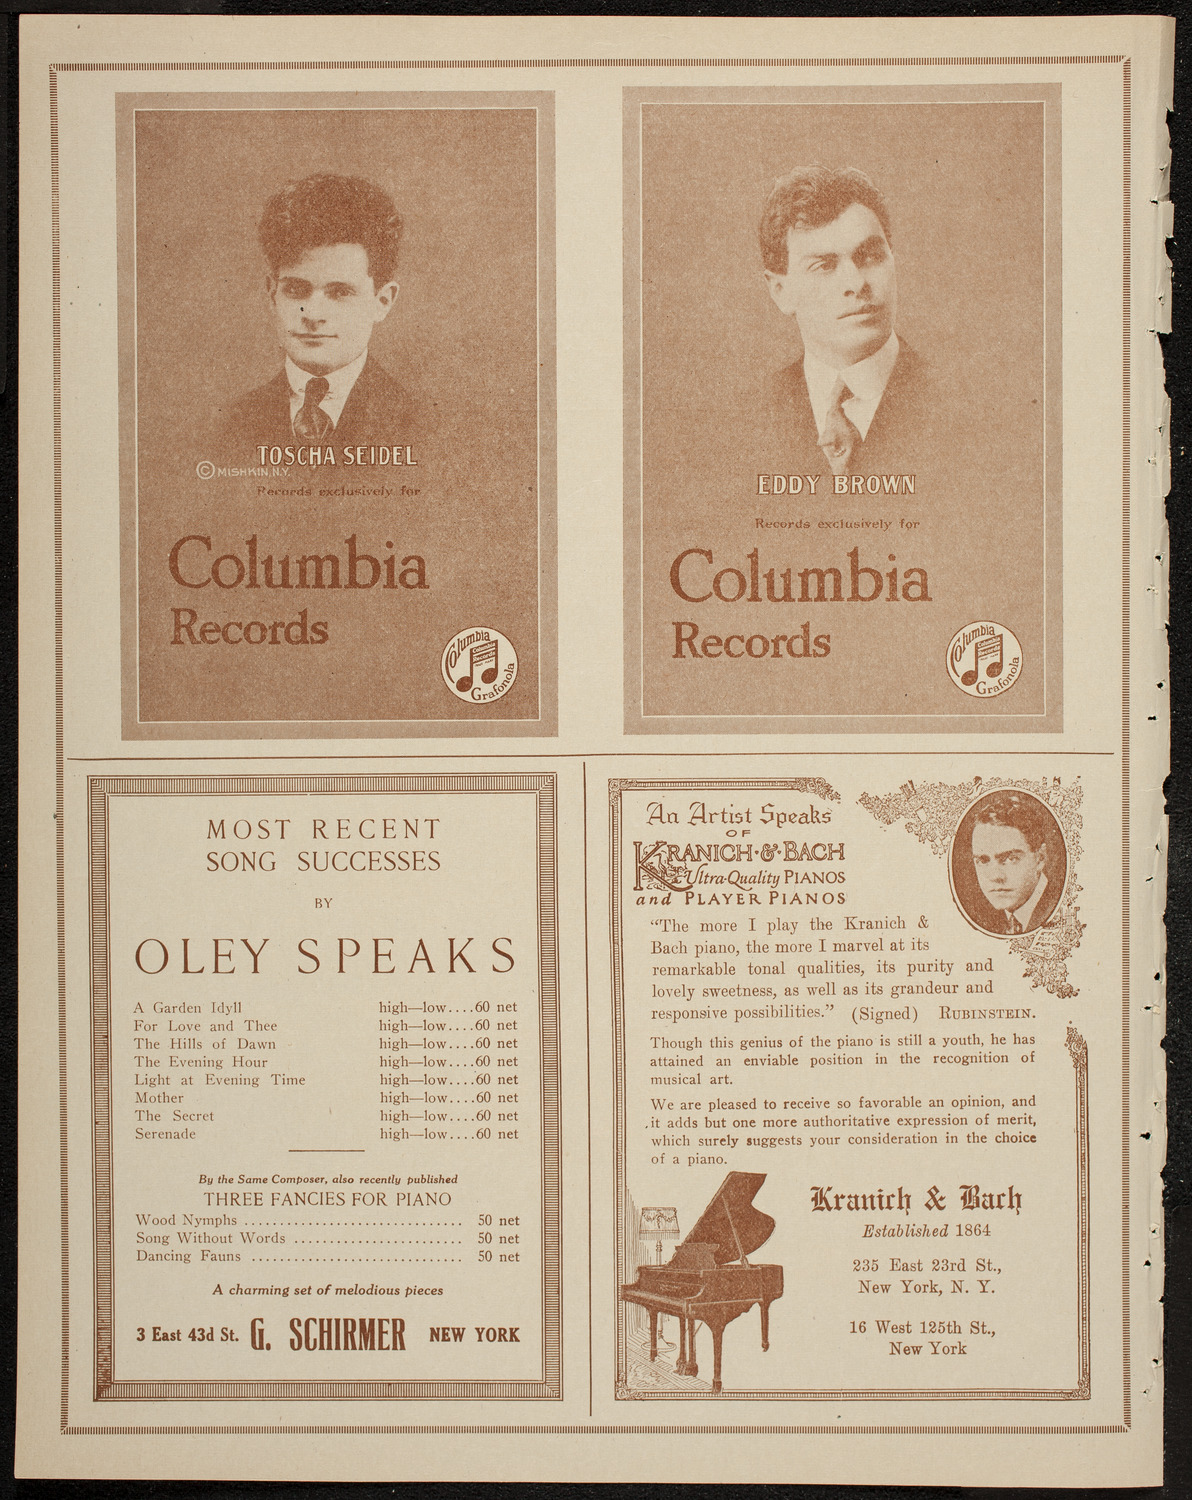 TOSCHA SEIDEL
© MISHKIN, N.Y.
Records exclusively for
Columbia
Records
Columbia
Columbia
Records
Grafonola
EDDY BROWN
Records exclusively for
Columbia
Records
Columbia
Columbia
Records
Grafonola
MOST RECENT
SONG SUCCESSES
BY
OLEY SPEAKS
A Garden Idyll high—low....60 net
For Love and Thee high—low....60 net
The Hills of Dawn high—low....60 net
The Evening Hour high—low....60 net
Light at Evening Time high—low....60 net
Mother high—low....60 net
The Secret high—low....60 net
Serenade high—low....60 net
By the Same Composer, also recently published
THREE FANCIES FOR PIANO
Wood Nymphs ........................... 50 net
Song Without Words ..................... 50 net
Dancing Fauns .......................... 50 net
A charming set of melodious pieces
3 East 43d St. G. SCHIRMER NEW YORK
An Artist Speaks
OF
KRANICH·&·BACH
Ultra-Quality PIANOS
and PLAYER PIANOS
“The more I play the Kranich &
Bach piano, the more I marvel at its
remarkable tonal qualities, its purity and
lovely sweetness, as well as its grandeur and
responsive possibilities.” (Signed) RUBINSTEIN.
Though this genius of the piano is still a youth, he has
attained an enviable position in the recognition of
musical art.
We are pleased to receive so favorable an opinion, and
it adds but one more authoritative expression of merit,
which surely suggests your consideration in the choice
of a piano.
Kranich & Bach
Established 1864
235 East 23rd St.,
New York, N. Y.
16 West 125th St.,
New York